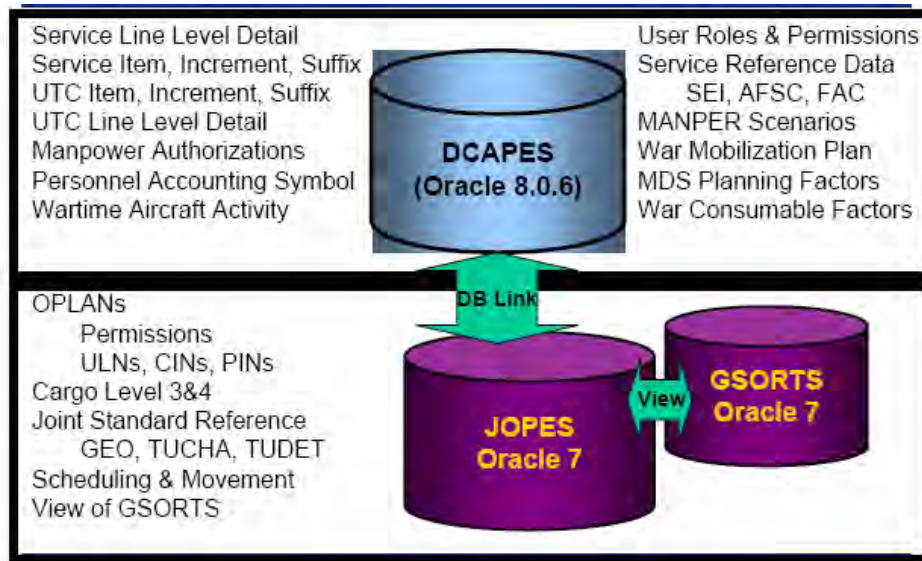 Service Line Level Detail
Service Item, Increment, Suffix
UTC Item, Increment, Suffix
UTC Line Level Detail
Manpower Authorizations
Personnel Accounting Symbol
Wartime Aircraft Activity
DCAPES
(Oracle 8.0.6)
User Roles & Permissions
Service Reference Data
SEI, AFSC, FAC
MANPER Scenarios
War Mobilization Plan
MDS Planning Factors
War Consumable Factors
DB Link
OPLANs
Permissions
ULNs, CINs, PINs
Cargo Level 3&4
Joint Standard Reference
GEO, TUCHA, TUDET
Scheduling & Movement
View of GSORTS
JOPES
Oracle 7
View
GSORTS
Oracle 7